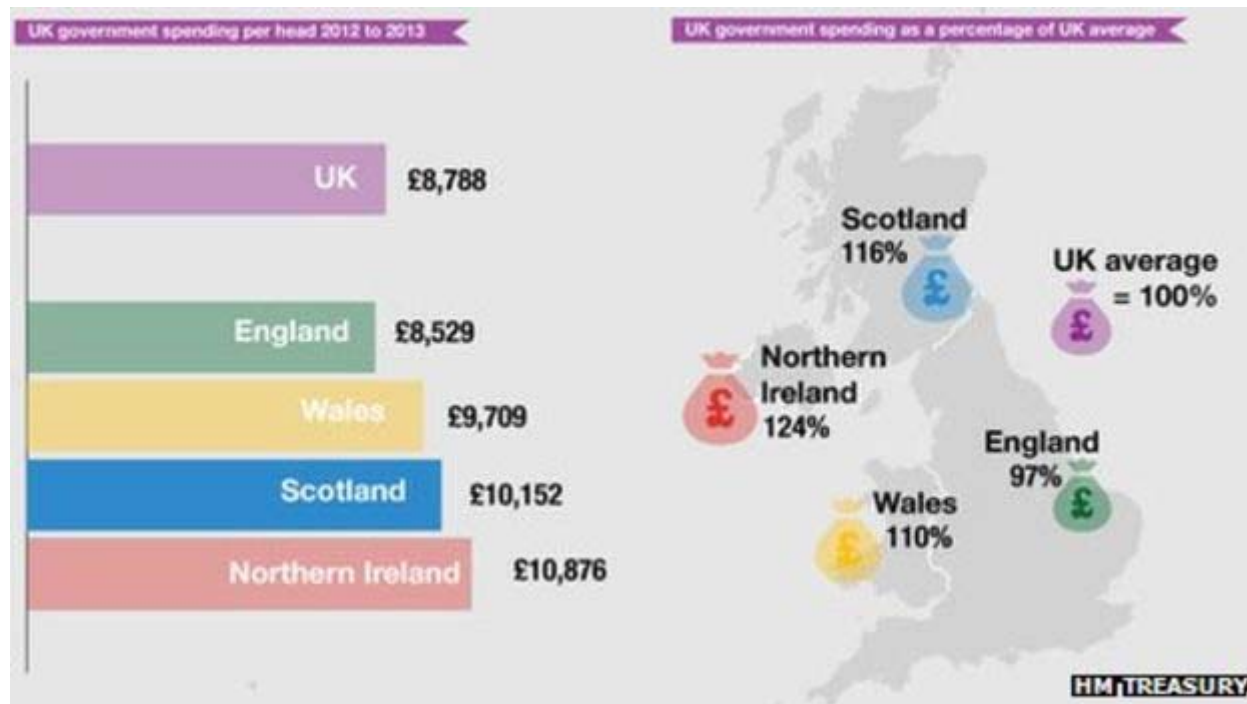 UK government spending per head 2012 to 2013
UK £8,788
England £8,529
Wales £9,709
Scotland £10,152
Northern Ireland £10,876
UK government spending as a percentage of UK average
Scotland
116%
£
UK average
= 100%
£
Northern
Ireland
124%
£
England
97%
£
Wales
110%
£
HM TREASURY